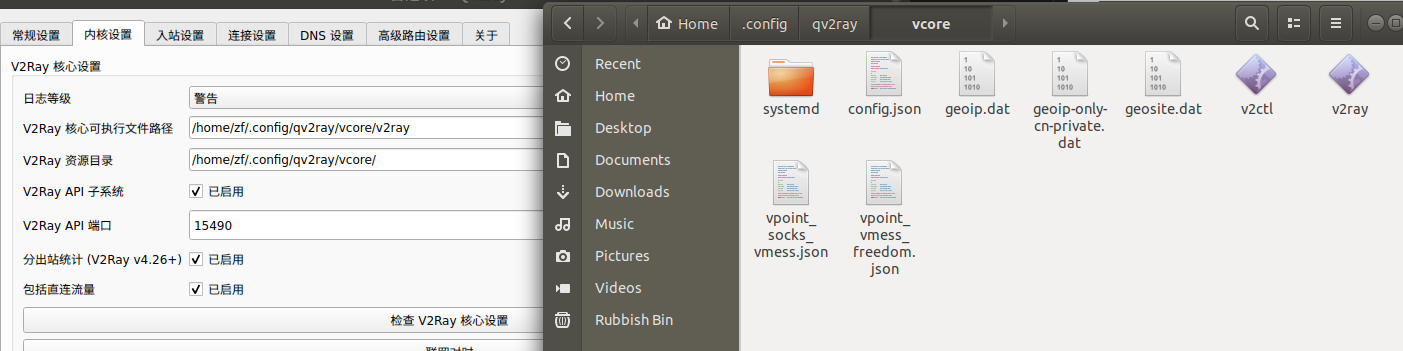 常规设置 内核设置 入站设置 连接设置 DNS 设置 高级路由设置 关于
V2Ray 核心设置
日志等级 警告
V2Ray 核心可执行文件路径 /home/zf/.config/qv2ray/vcore/v2ray
V2Ray 资源目录 /home/zf/.config/qv2ray/vcore/
V2Ray API 子系统 已启用
V2Ray API 端口 15490
分出站统计 (V2Ray v4.26+) 已启用
包括直连流量 已启用
检查 V2Ray 核心设置
Home .config qv2ray vcore
Recent
Home
Desktop
Documents
Downloads
Music
Pictures
Videos
Rubbish Bin
systemd
config.json
1
10
101
1010
geoip.dat
1
10
101
1010
geoip-only-
cn-private.
dat
1
10
101
1010
geosite.dat
v2ctl
v2ray
vpoint_
socks_
vmess.json
vpoint_
vmess_
freedom.
json